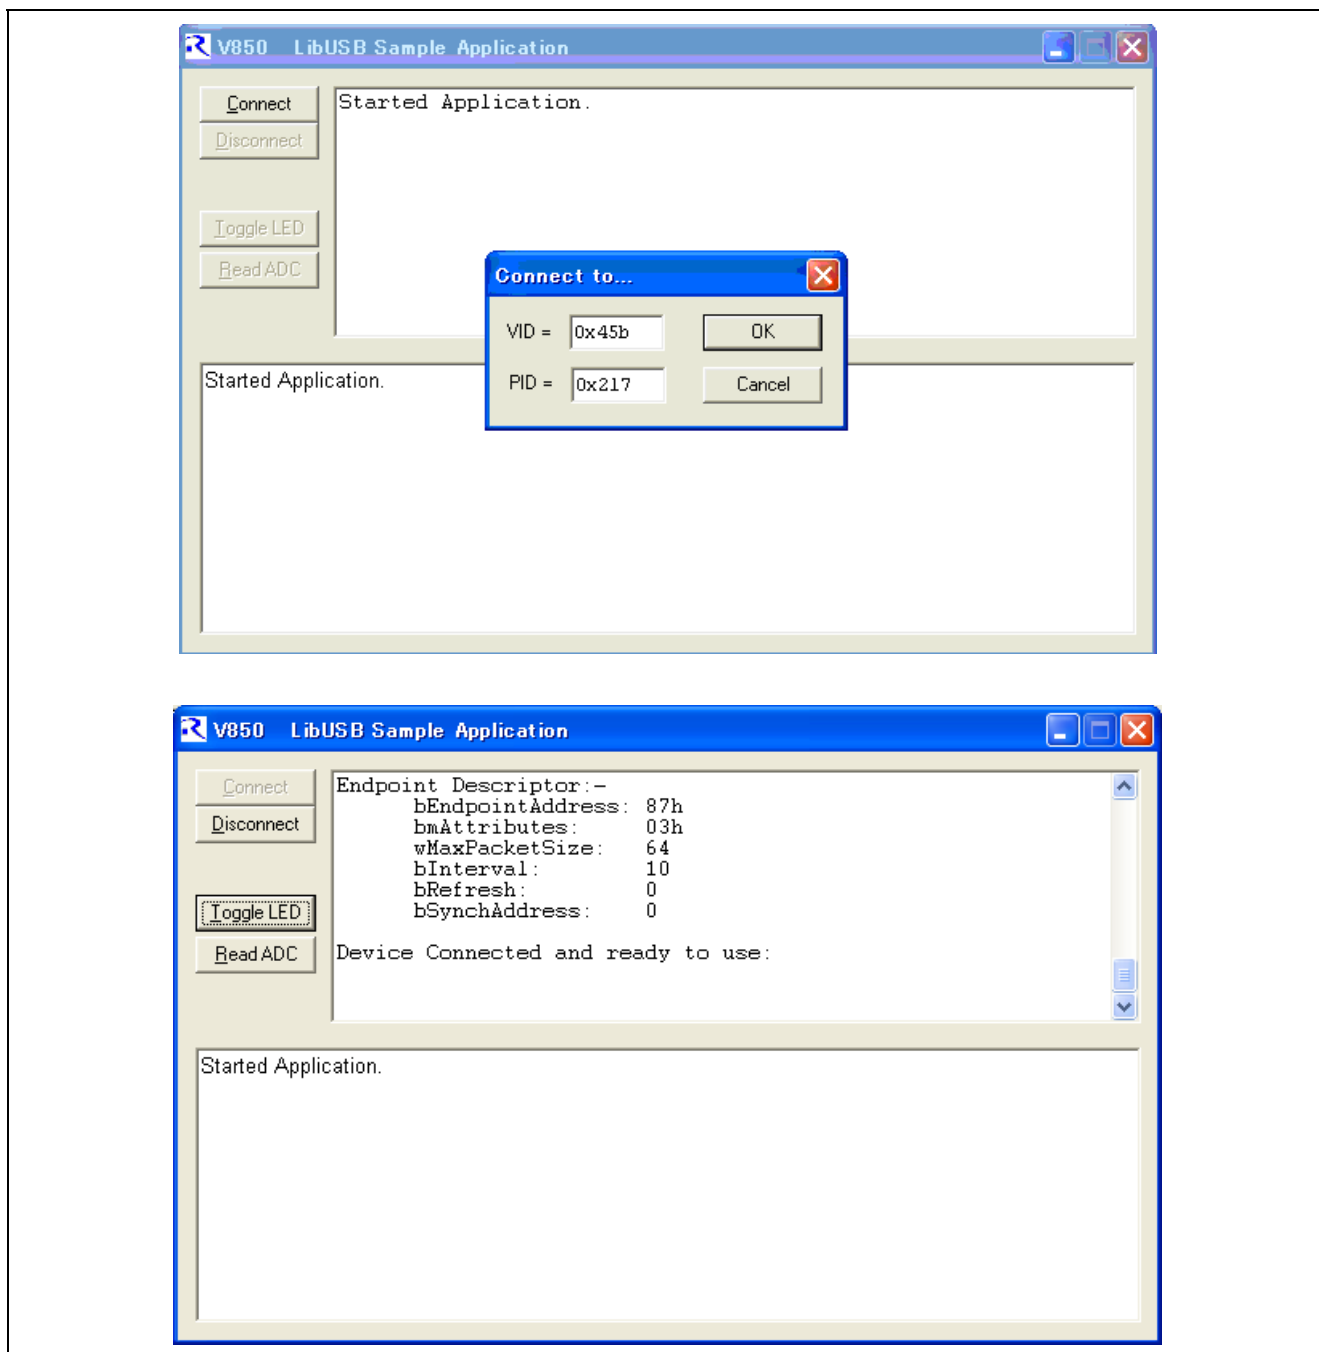 V850 LibUSB Sample Application
Connect
Disconnect
Toggle LED
Read ADC
Started Application.
Connect to...
VID = 0x45b OK
PID = 0x217 Cancel
Started Application.
V850 LibUSB Sample Application
Connect
Disconnect
Toggle LED
Read ADC
Endpoint Descriptor:-
bEndpointAddress: 87h
bmAttributes: 03h
wMaxPacketSize: 64
bInterval: 10
bRefresh: 0
bSynchAddress: 0
Device Connected and ready to use:
Started Application.